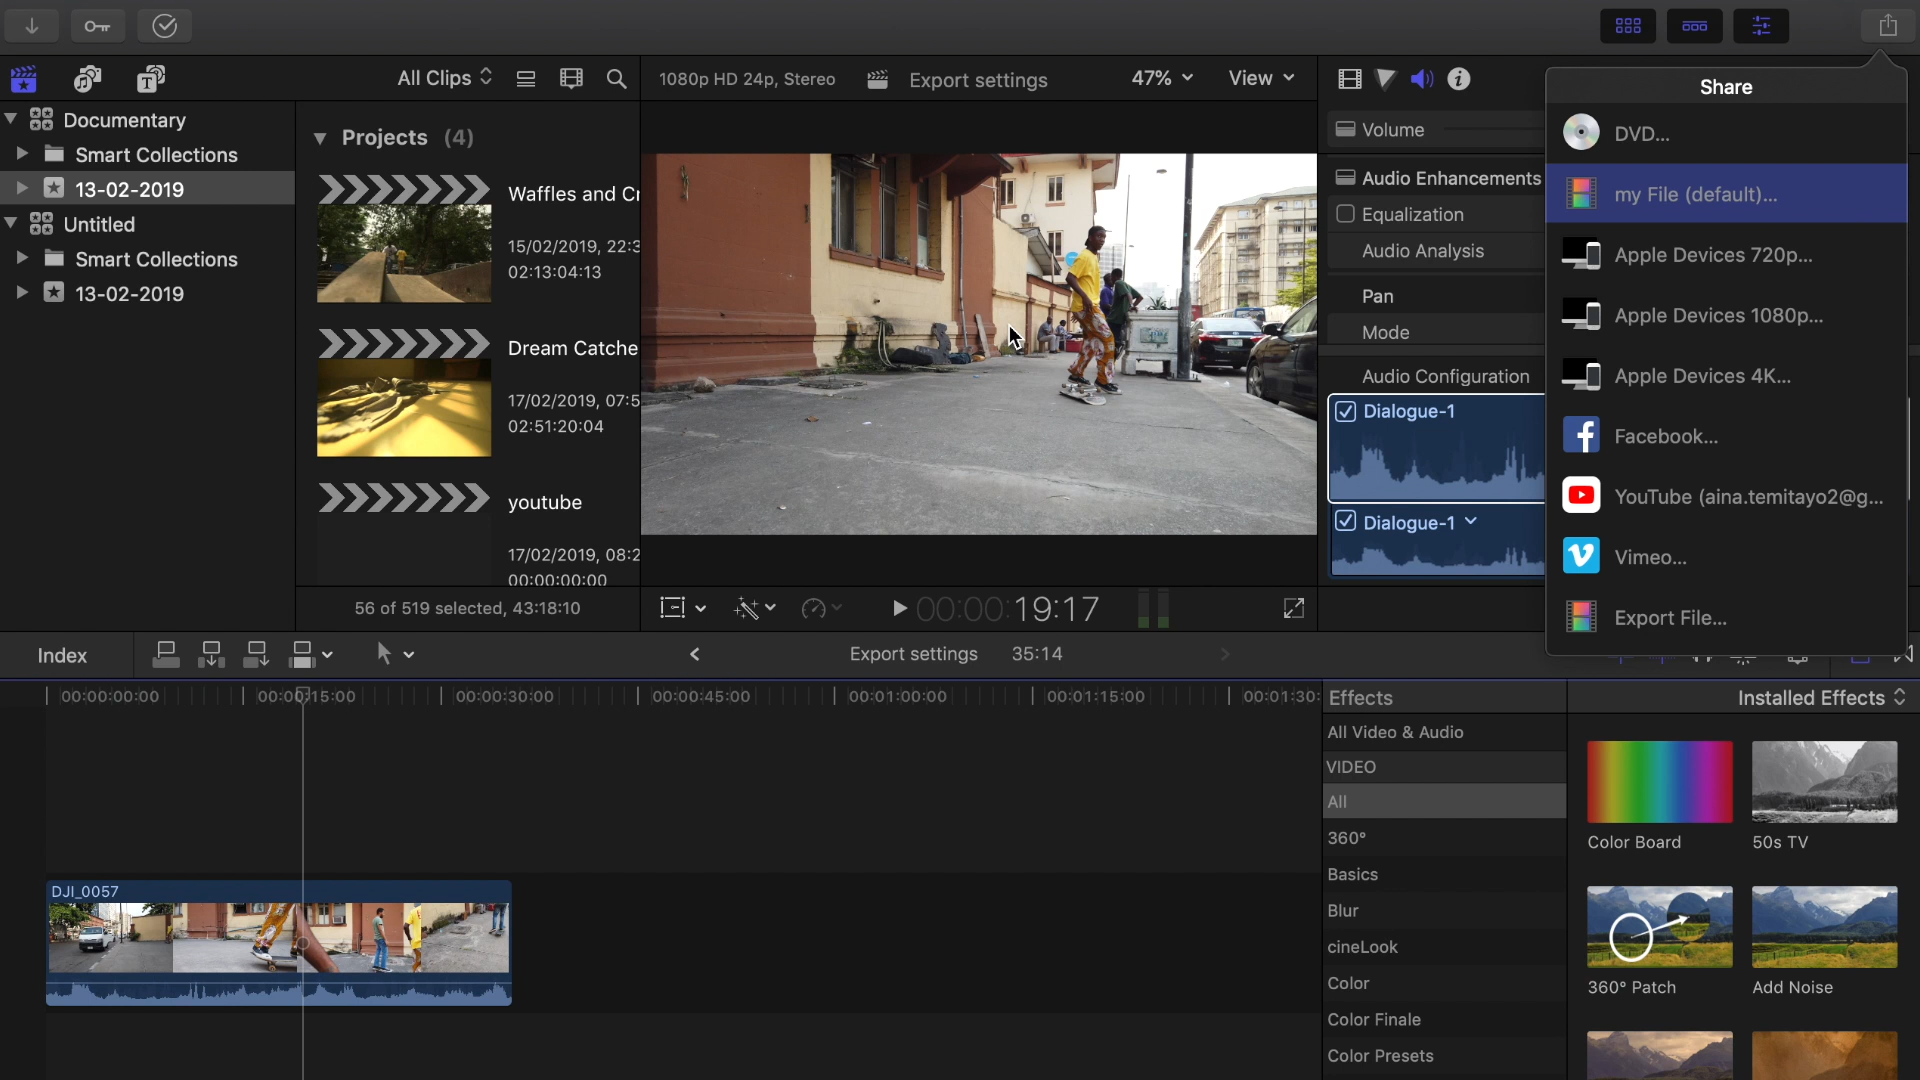 All Clips
1080p HD 24p, Stereo
Export settings
47%
View
Share
Documentary
Smart Collections
13-02-2019
Untitled
Smart Collections
13-02-2019
Projects (4)
Waffles and Cr
15/02/2019, 22:3
02:13:04:13
Dream Catche
17/02/2019, 07:5
02:51:20:04
youtube
17/02/2019, 08:2
00:00:00:00
56 of 519 selected, 43:18:10
00:00:00:19:17
Volume
Audio Enhancements
Equalization
Audio Analysis
Pan
Mode
Audio Configuration
Dialogue-1
Dialogue-1
DVD...
my File (default)...
Apple Devices 720p...
Apple Devices 1080p...
Apple Devices 4K...
Facebook...
YouTube (aina.temitayo2@g...
Vimeo...
Export File...
Index
Export settings 35:14
00:00:00:00
00:00:15:00
00:00:30:00
00:00:45:00
00:01:00:00
00:01:15:00
00:01:30:
DJI_0057
Effects
Installed Effects
All Video & Audio
VIDEO
All
360°
Basics
Blur
cineLook
Color
Color Finale
Color Presets
Color Board
50s TV
360° Patch
Add Noise